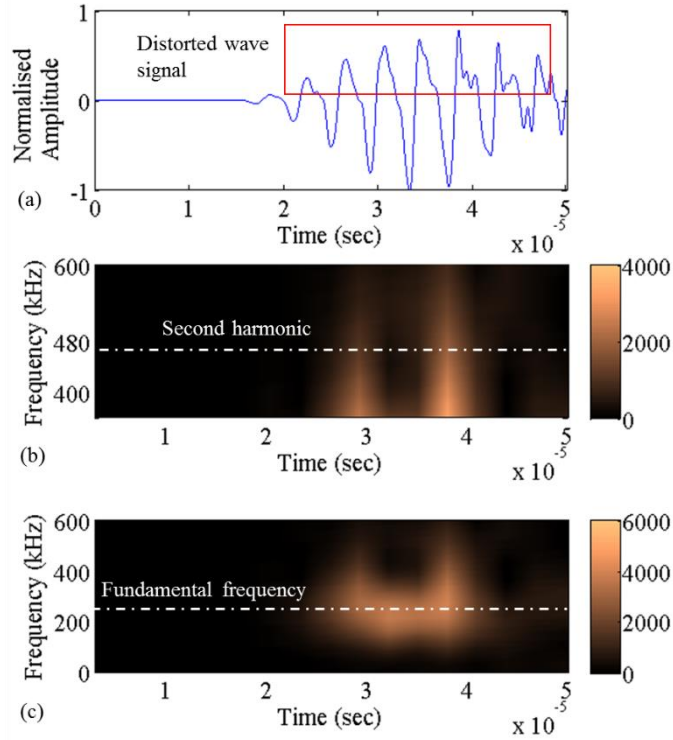 1
Distorted wave
signal
0
Normalised
Amplitude
-1
(a)
0 1 2 3 4 5
Time (sec)
x 10-5
600
4000
Second harmonic
480
2000
400
0
Frequency (kHz)
1 2 3 4 5
(b)
Time (sec)
x 10-5
600
6000
400
Fundamental frequency
4000
200
2000
0
0
Frequency (kHz)
1 2 3 4 5
Time (sec)
x 10-5
(c)